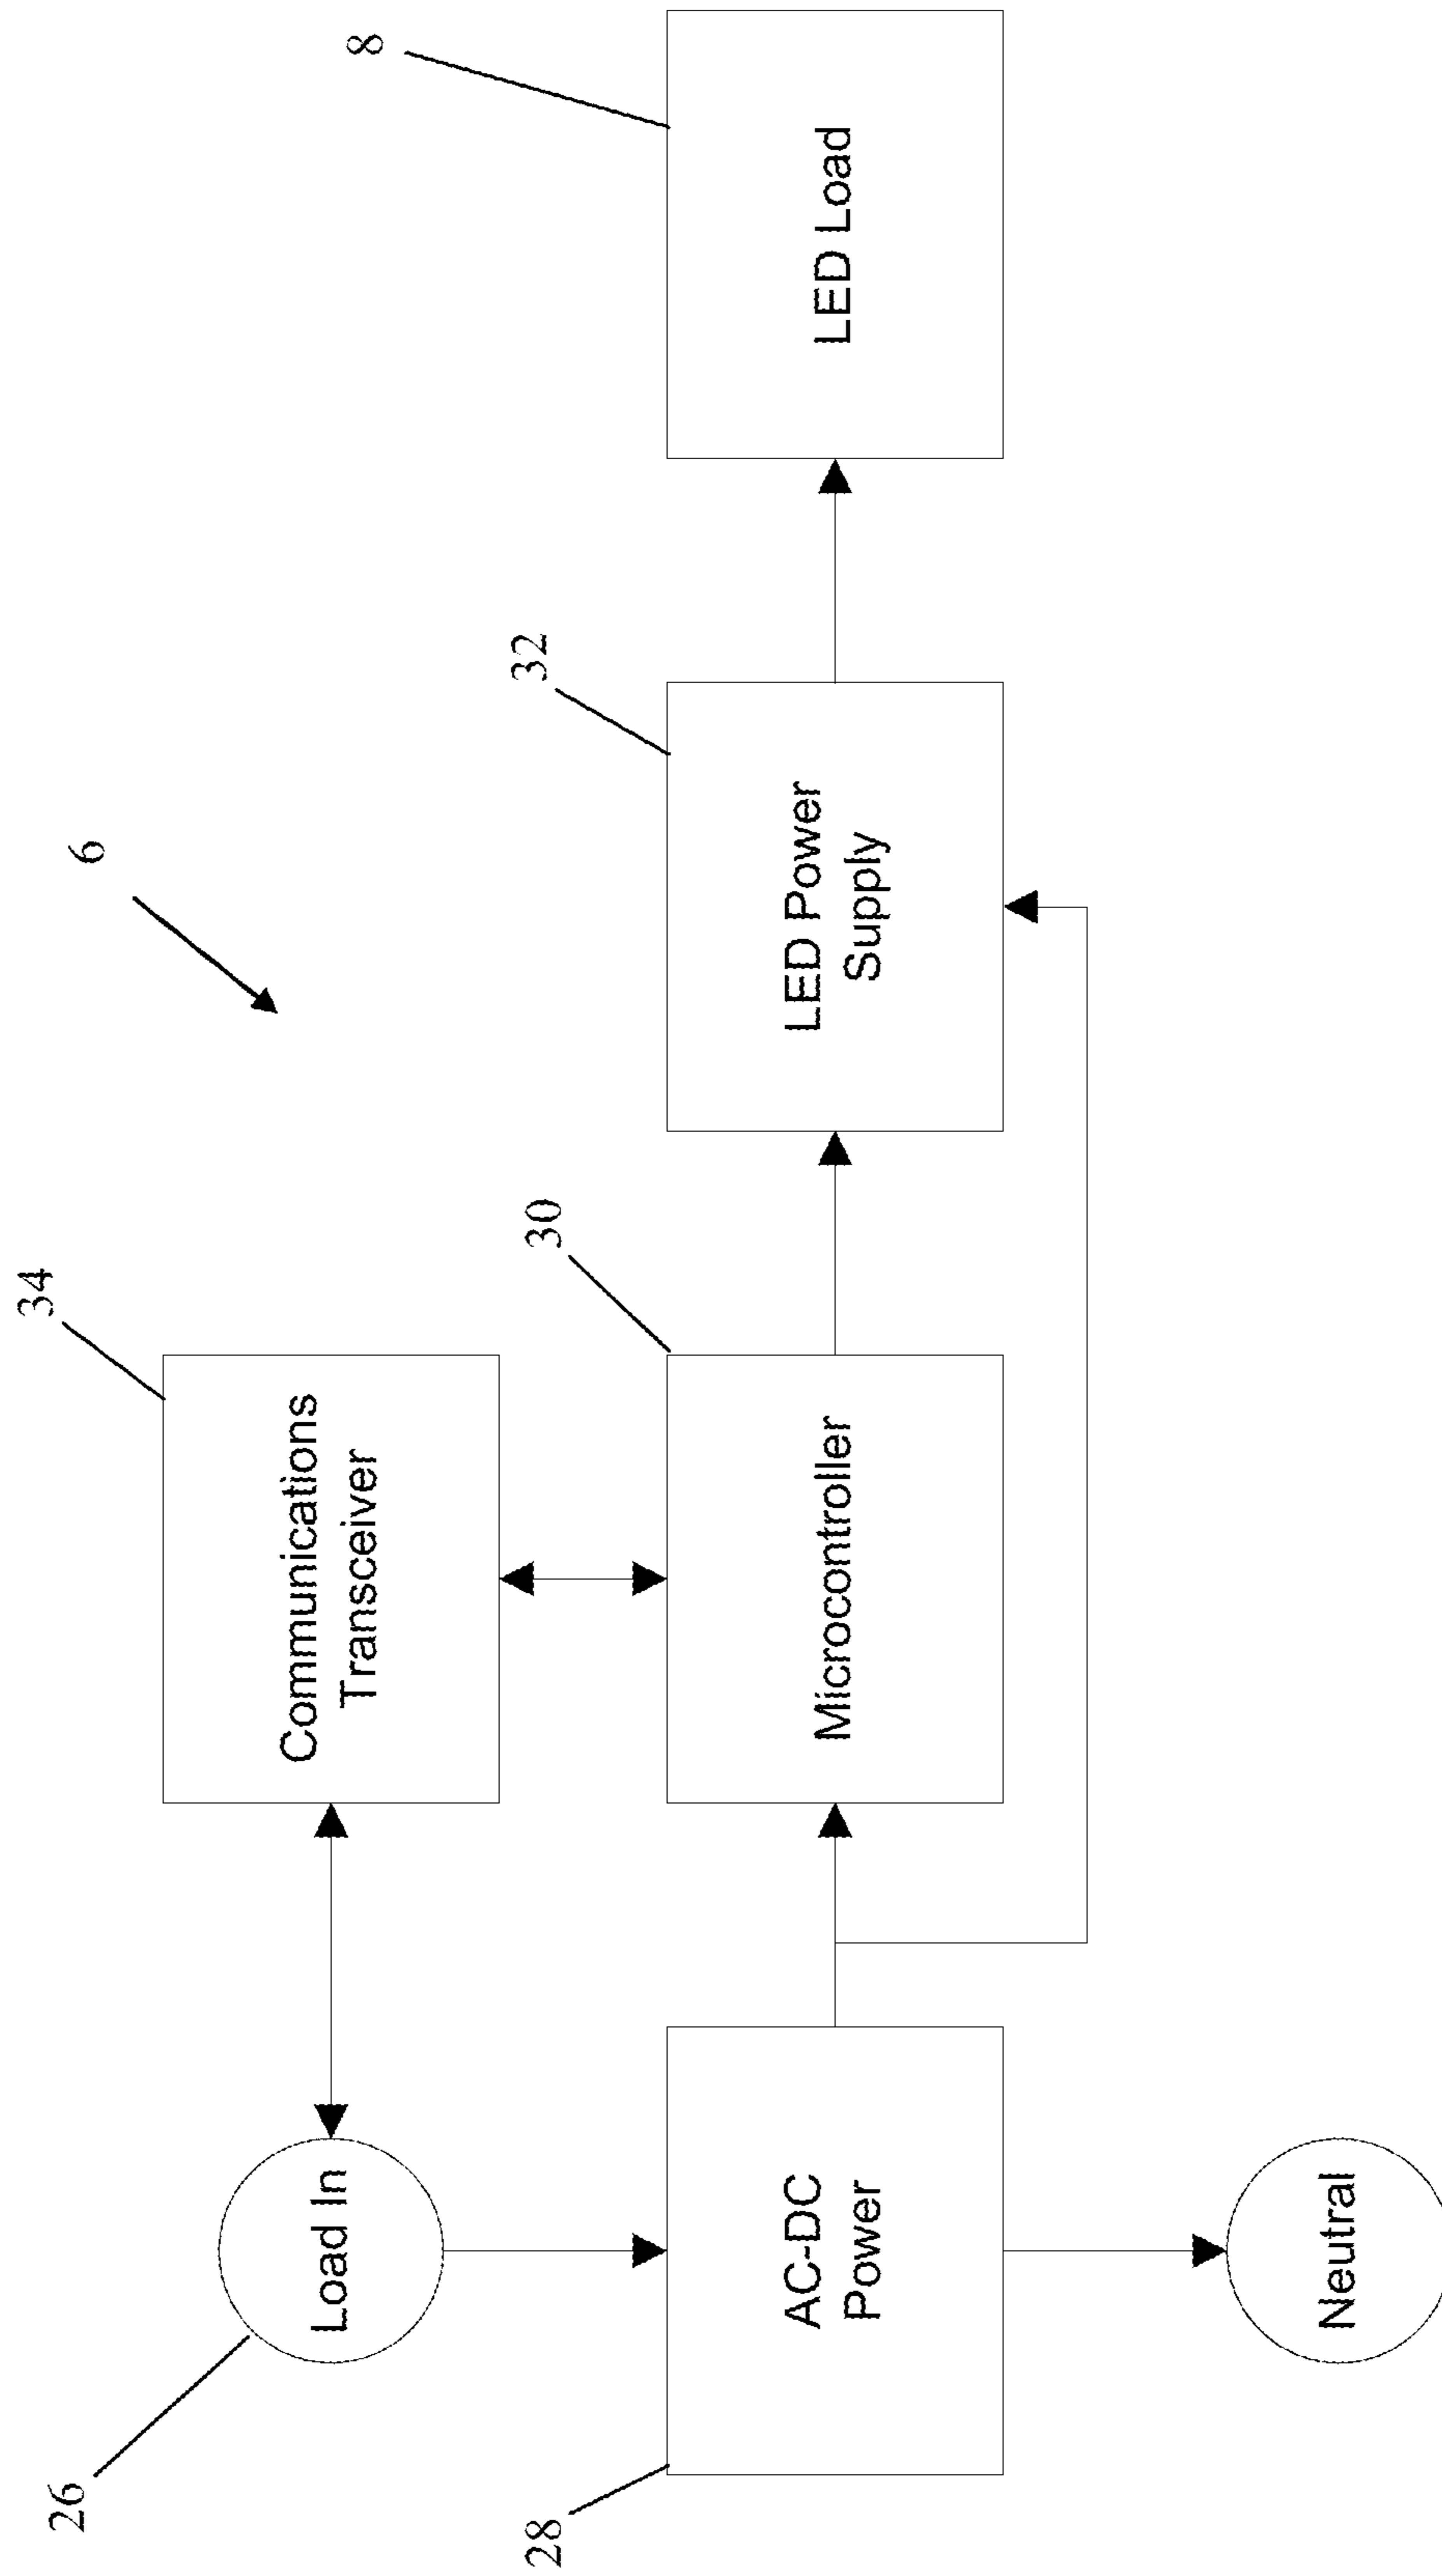 34
6
8
26
Load In
Communications
Transceiver
28
30
32
AC-DC
Power
Microcontroller
LED Power
Supply
LED Load
Neutral